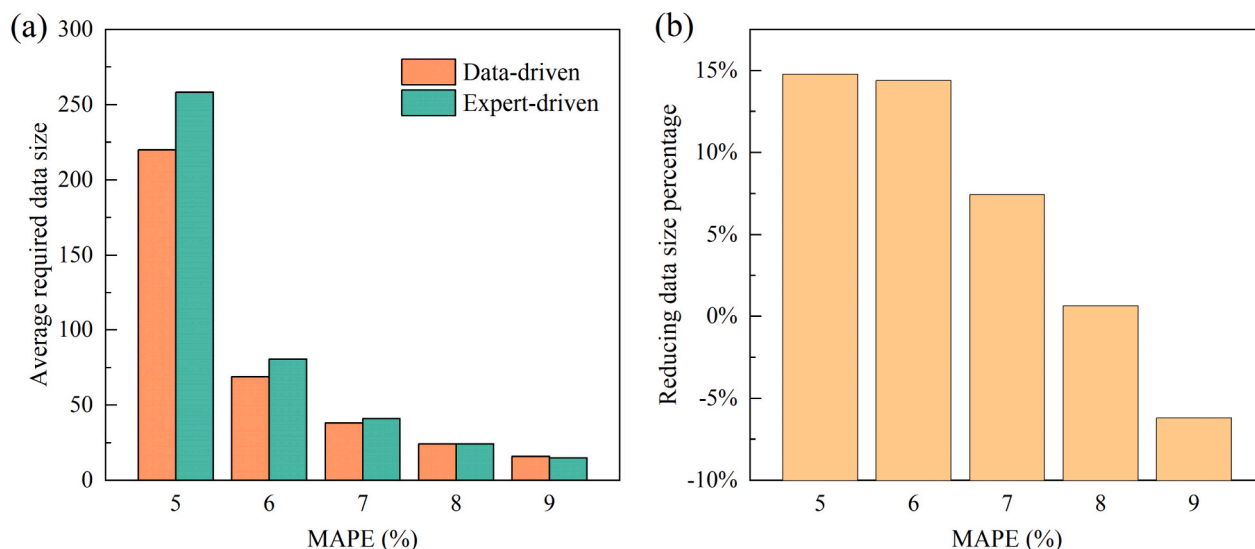 (a)
300
250
200
150
100
50
0
Average required data size
Data-driven
Expert-driven
5 6 7 8 9
MAPE (%)
(b)
15%
10%
5%
0%
-5%
-10%
Reducing data size percentage
5 6 7 8 9
MAPE (%)